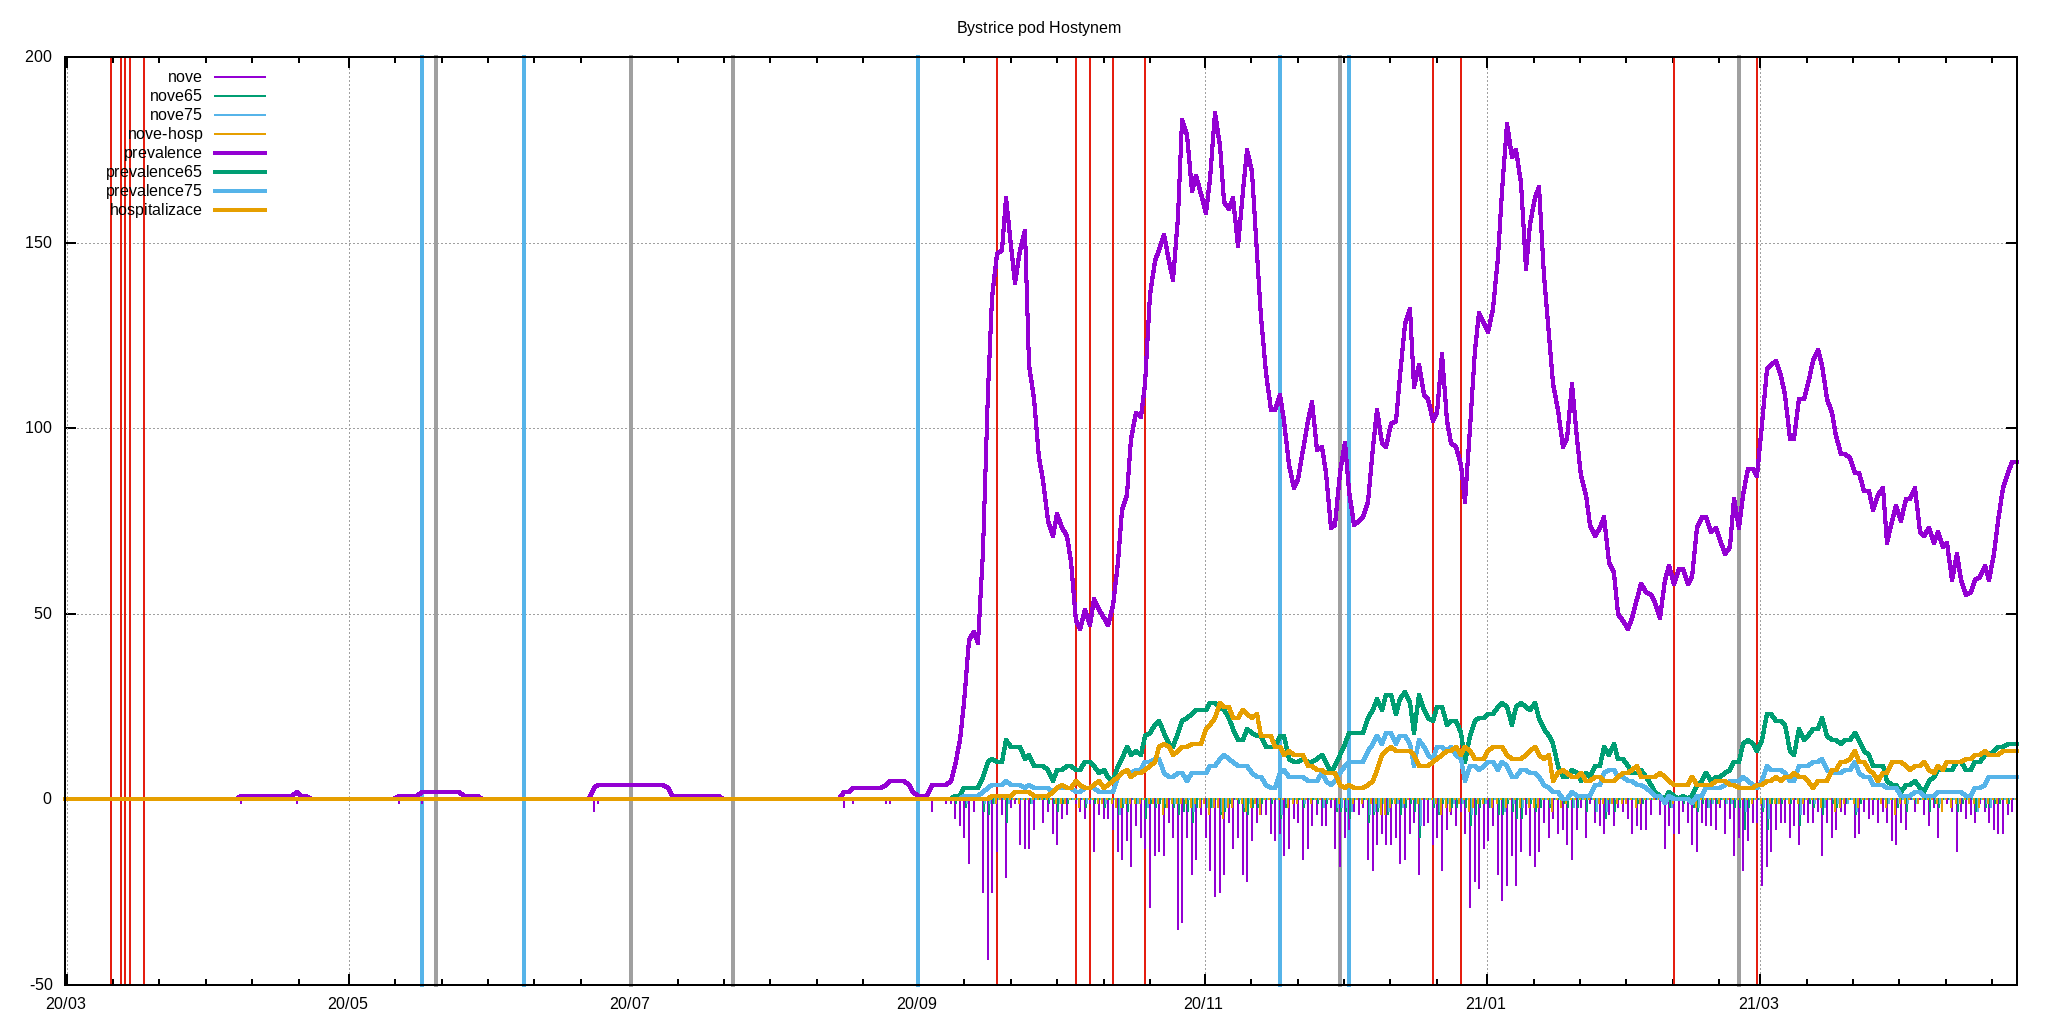 Bystrice pod Hostynem
200
150
100
50
0
-50
nove
nove65
nove75
nove-hosp
prevalence
prevalence65
prevalence75
hospitalizace
20/03 20/05 20/07 20/09 20/11 21/01 21/03